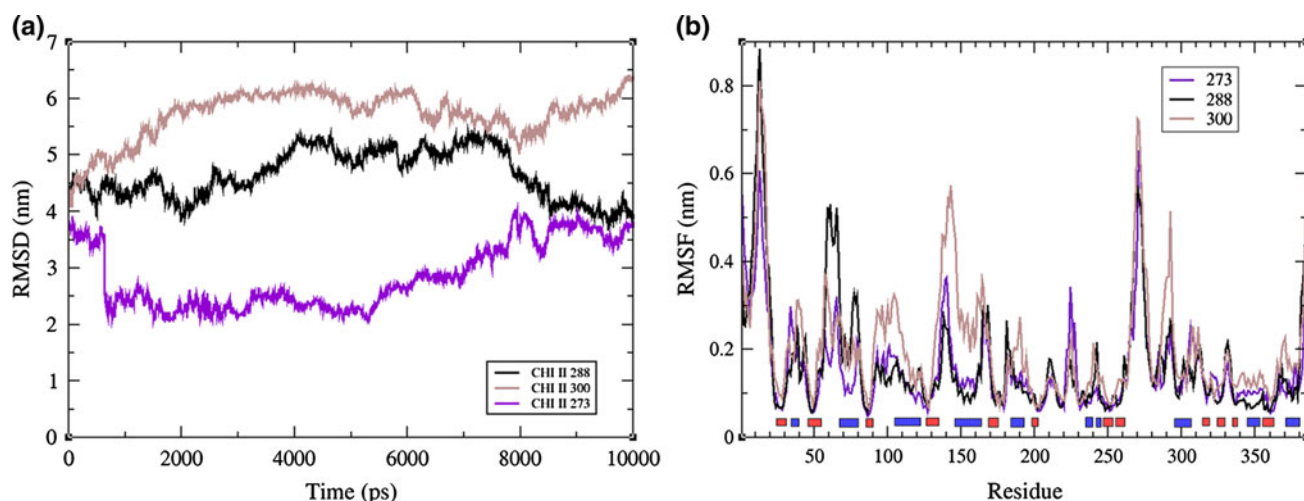 (a)
RMSD (nm)
7
6
5
4
3
2
1
0
CHI II 288
CHI II 300
CHI II 273
0 2000 4000 6000 8000 10000
Time (ps)
(b)
RMSF (nm)
0.8
0.6
0.4
0.2
0
273
288
300
50 100 150 200 250 300 350
Residue